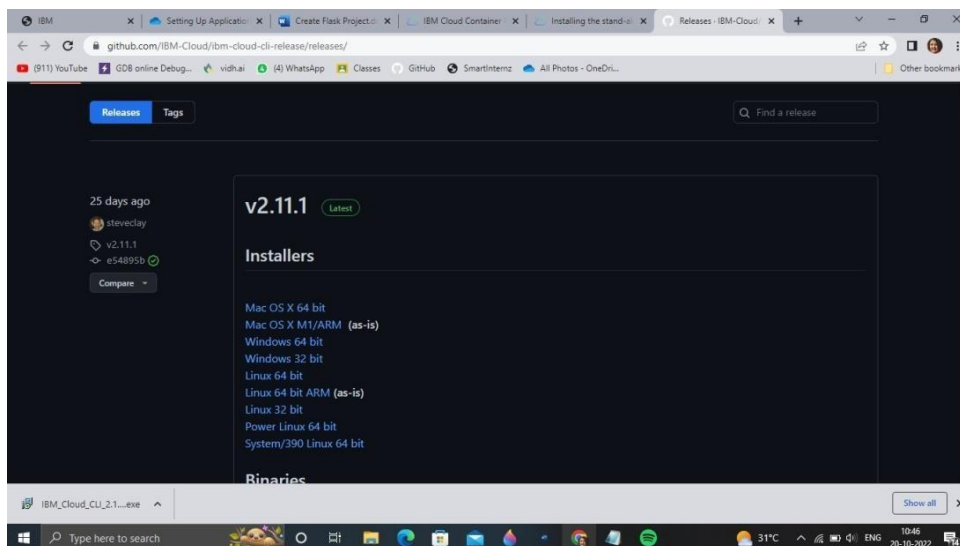 IBM
Setting Up Applicatio
Create Flask Project.d
IBM Cloud Container
Installing the stand-al
Releases · IBM-Cloud/
github.com/IBM-Cloud/ibm-cloud-cli-release/releases/
(911) YouTube
GDB online Debug...
vidh.ai
(4) WhatsApp
Classes
GitHub
Smartinternz
All Photos - OneDri...
Other bookmark
Releases
Tags
Find a release
25 days ago
steveclay
v2.11.1
e54895b
Compare
v2.11.1
Latest
Installers
Mac OS X 64 bit
Mac OS X M1/ARM (as-is)
Windows 64 bit
Windows 32 bit
Linux 64 bit
Linux 64 bit ARM (as-is)
Linux 32 bit
Power Linux 64 bit
System/390 Linux 64 bit
Binaries
IBM_Cloud_CLI_2.1....exe
Show all
Type here to search
31°C
ENG
10:46
20-10-2022